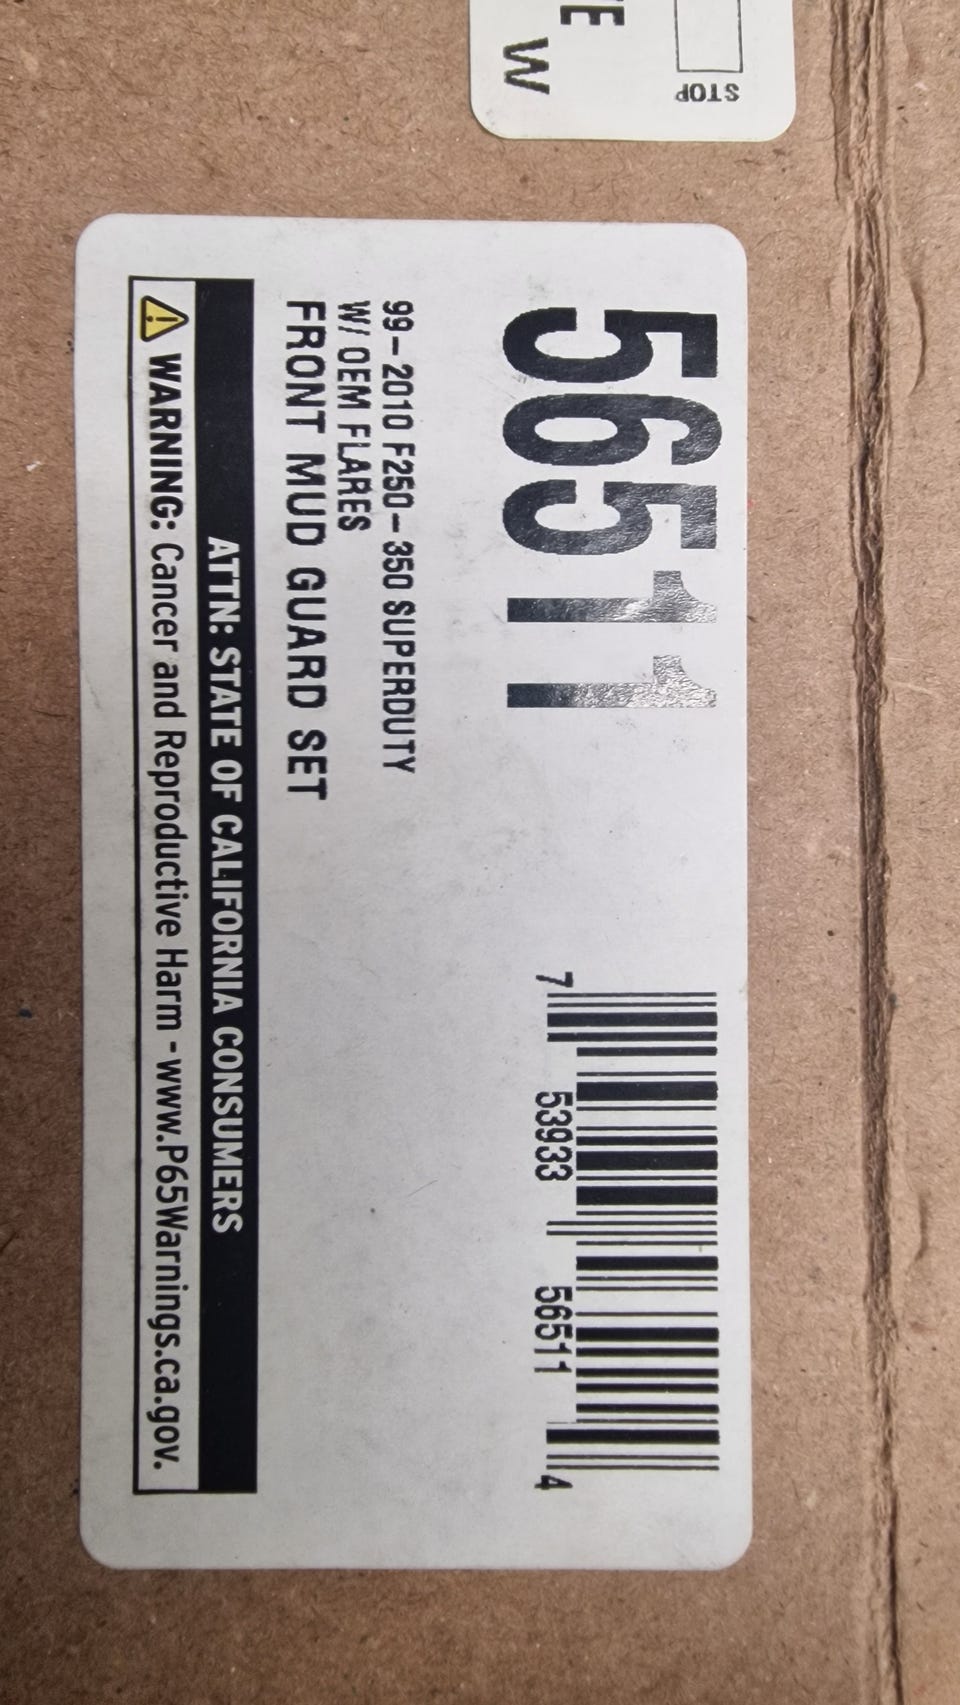 56511
7 53933 56511 4
99-2010 F250-350 SUPERDUTY
W/ OEM FLARES
FRONT MUD GUARD SET
ATTN: STATE OF CALIFORNIA CONSUMERS
WARNING: Cancer and Reproductive Harm - www.P65Warnings.ca.gov.
STOP
W